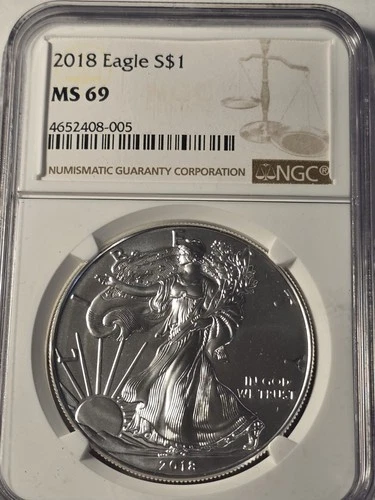 2018 Eagle S$1
MS 69
4652408-005
NUMISMATIC GUARANTY CORPORATION
NGC®
LIBERTY
IN GOD
WE TRUST
2018